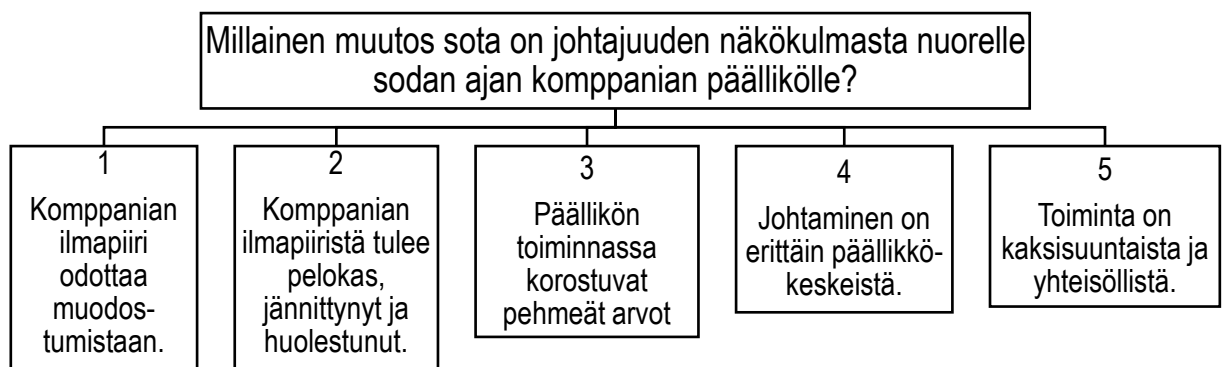 Millainen muutos sota on johtajuuden näkökulmasta nuorelle
sodan ajan komppanian päällikölle?
1
Komppanian
ilmapiiri
odottaa
muodos-
tumistaan.
2
Komppanian
ilmapiiristä tulee
pelokas,
jännittynyt ja
huolestunut.
3
Päällikön
toiminnassa
korostuvat
pehmeät arvot
4
Johtaminen on
erittäin päällikkö-
keskeistä.
5
Toiminta on
kaksisuuntaista ja
yhteisöllistä.